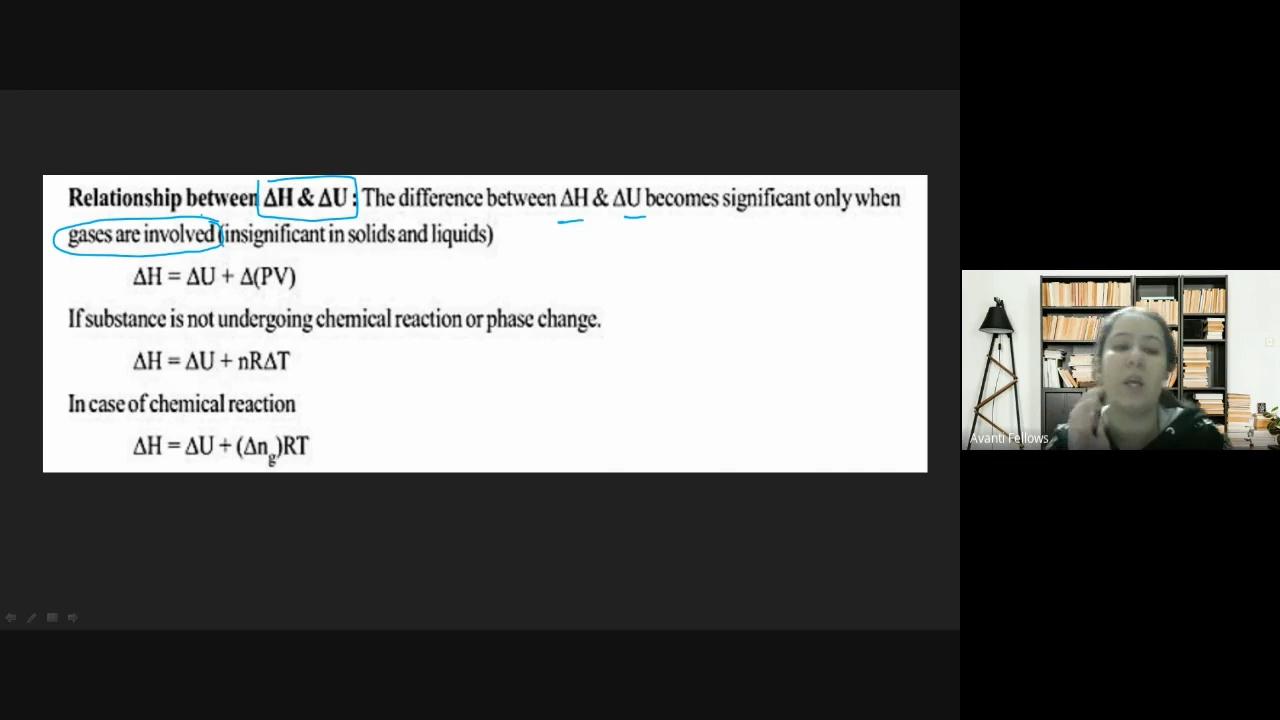 Relationship between ΔH & ΔU : The difference between ΔH & ΔU becomes significant only when
gases are involved (insignificant in solids and liquids)
ΔH = ΔU + Δ(PV)
If substance is not undergoing chemical reaction or phase change.
ΔH = ΔU + nRΔT
In case of chemical reaction
ΔH = ΔU + (Δn_g)RT
Avanti Fellows